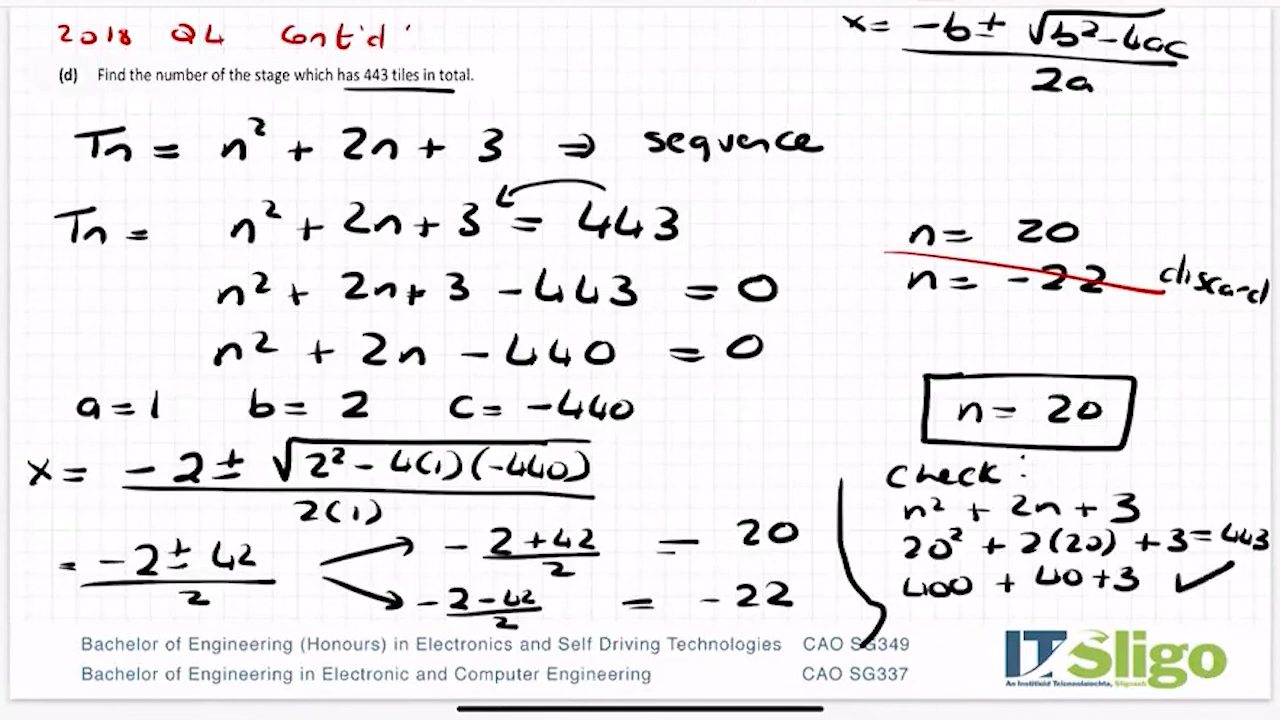 2018 Q4 Cont'd
(d) Find the number of the stage which has 443 tiles in total.
Tn = n² + 2n + 3 ⇒ sequence
Tn = n² + 2n + 3 = 443
n² + 2n + 3 - 443 = 0
n² + 2n - 440 = 0
a = 1 b = 2 c = -440
x = -2 ± √2² - 4(1)(-440)
2(1)
= -2 ± 42
2
-2 + 42 = 20
2
-2 - 42 = -22
2
x = -b ± √b² - 4ac
2a
n = 20
n = -22 discard
n = 20
Check:
n² + 2n + 3
20² + 2(20) + 3 = 443
400 + 40 + 3 ✓
Bachelor of Engineering (Honours) in Electronics and Self Driving Technologies CAO SG349
Bachelor of Engineering in Electronic and Computer Engineering CAO SG337
IT Sligo
An Institiúid Teicneolaíochta, Sligeach